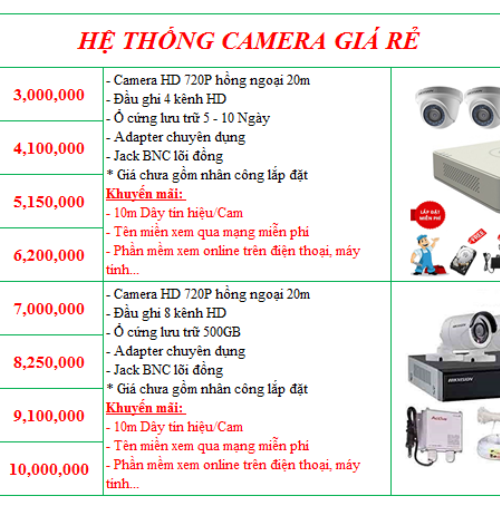 HỆ THỐNG CAMERA GIÁ RẺ
3,000,000
4,100,000
5,150,000
6,200,000
- Camera HD 720P hồng ngoại 20m
- Đầu ghi 4 kênh HD
- Ổ cứng lưu trữ 5 - 10 Ngày
- Adapter chuyên dụng
- Jack BNC lõi đồng
* Giá chưa gồm nhân công lắp đặt
Khuyến mãi:
- 10m Dây tín hiệu/Cam
- Tên miền xem qua mạng miễn phí
- Phần mềm xem online trên điện thoại, máy
tính...
LẮP ĐẶT
MIỄN PHÍ
FREE
7,000,000
8,250,000
9,100,000
10,000,000
- Camera HD 720P hồng ngoại 20m
- Đầu ghi 8 kênh HD
- Ổ cứng lưu trữ 500GB
- Adapter chuyên dụng
- Jack BNC lõi đồng
* Giá chưa gồm nhân công lắp đặt
Khuyến mãi:
- 10m Dây tín hiệu/Cam
- Tên miền xem qua mạng miễn phí
- Phần mềm xem online trên điện thoại, máy
tính...
HIKVISION